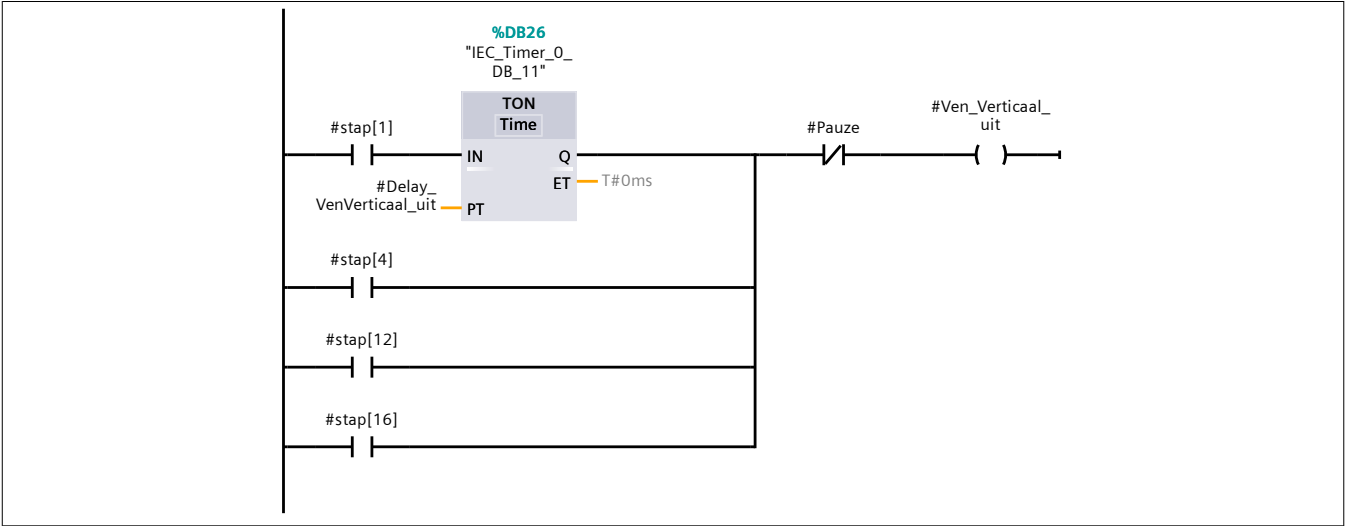 %DB26
"IEC_Timer_0_
DB_11"
TON
Time
#stap[1]
IN
Q
ET
T#0ms
#Delay_
VenVerticaal_uit
PT
#Pauze
#Ven_Verticaal_
uit
#stap[4]
#stap[12]
#stap[16]